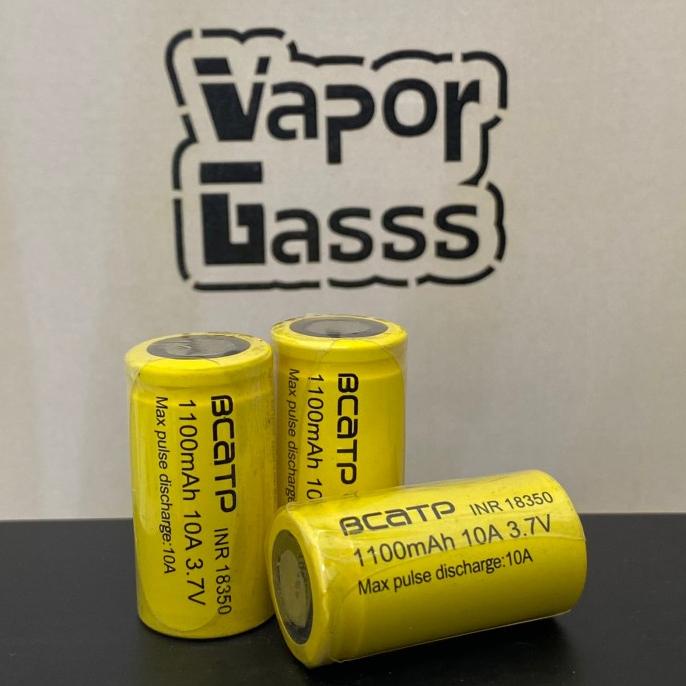 Vapor
Gasss
BCATP INR 18350
1100mAh 10A 3.7V
Max pulse discharge:10A
BCATP
1100mAh 10
Max pulse discharge
BCATP INR 18350
1100mAh 10A 3.7V
Max pulse discharge:10A